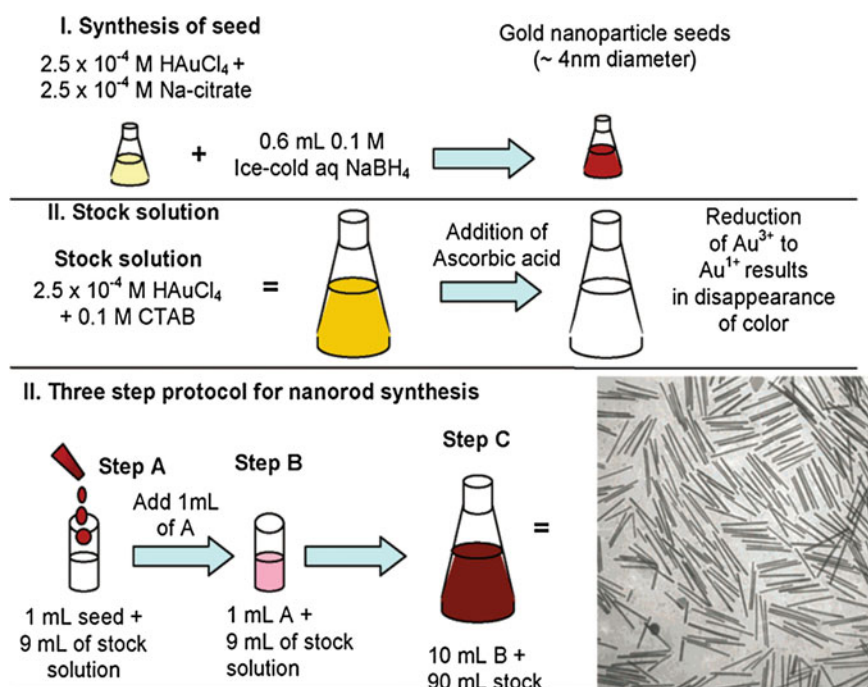 I. Synthesis of seed
2.5 x 10⁻⁴ M HAuCl₄ +
2.5 x 10⁻⁴ M Na-citrate
+
0.6 mL 0.1 M
Ice-cold aq NaBH₄
Gold nanoparticle seeds
(~ 4nm diameter)
II. Stock solution
Stock solution
2.5 x 10⁻⁴ M HAuCl₄
+ 0.1 M CTAB
=
Addition of
Ascorbic acid
Reduction
of Au³⁺ to
Au¹⁺ results
in disappearance
of color
II. Three step protocol for nanorod synthesis
Step A
1 mL seed +
9 mL of stock
solution
Add 1mL
of A
Step B
1 mL A +
9 mL of stock
solution
Step C
10 mL B +
90 mL stock
=